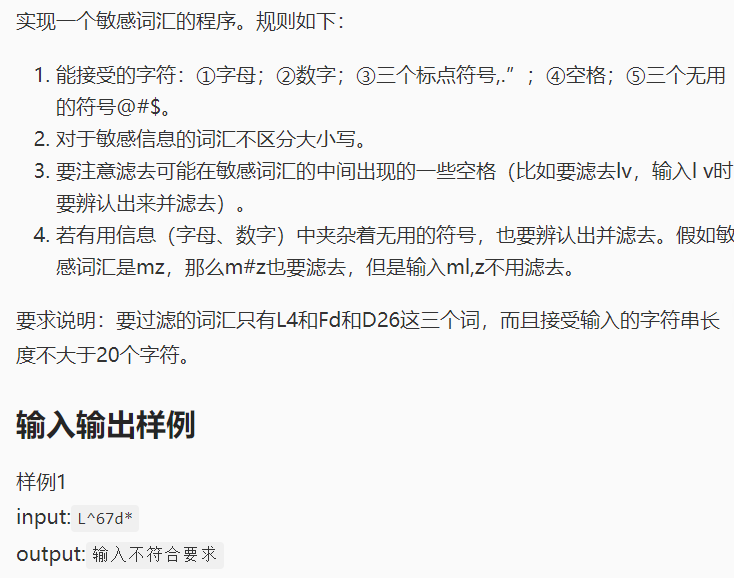 实现一个敏感词汇的程序。规则如下：
1. 能接受的字符：①字母；②数字；③三个标点符号,.”；④空格；⑤三个无用
的符号@#$。
2. 对于敏感信息的词汇不区分大小写。
3. 要注意滤去可能在敏感词汇的中间出现的一些空格（比如要滤去lv，输入l v时
要辨认出来并滤去）。
4. 若有用信息（字母、数字）中夹杂着无用的符号，也要辨认出并滤去。假如敏
感词汇是mz，那么m#z也要滤去，但是输入ml,z不用滤去。
要求说明：要过滤的词汇只有L4和Fd和D26这三个词，而且接受输入的字符串长
度不大于20个字符。
输入输出样例
样例1
input:L^67d*
output:输入不符合要求